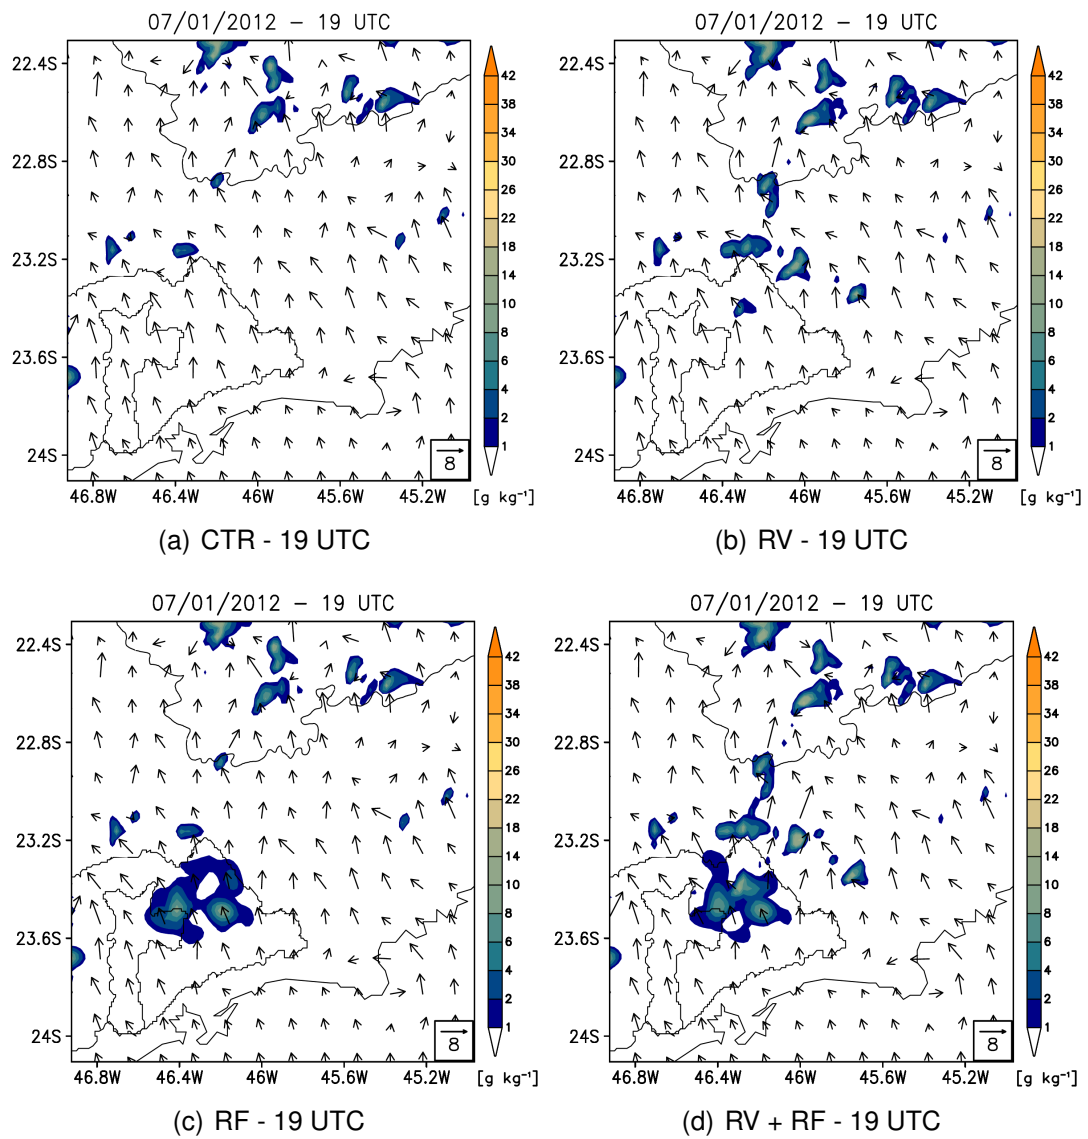 07/01/2012 – 19 UTC
22.4S
22.8S
23.2S
23.6S
24S
46.8W 46.4W 46W 45.6W 45.2W
42
38
34
30
26
22
18
14
10
8
6
4
2
1
8
[g kg⁻¹]
(a) CTR - 19 UTC
07/01/2012 – 19 UTC
22.4S
22.8S
23.2S
23.6S
24S
46.8W 46.4W 46W 45.6W 45.2W
42
38
34
30
26
22
18
14
10
8
6
4
2
1
8
[g kg⁻¹]
(b) RV - 19 UTC
07/01/2012 – 19 UTC
22.4S
22.8S
23.2S
23.6S
24S
46.8W 46.4W 46W 45.6W 45.2W
42
38
34
30
26
22
18
14
10
8
6
4
2
1
8
[g kg⁻¹]
(c) RF - 19 UTC
07/01/2012 – 19 UTC
22.4S
22.8S
23.2S
23.6S
24S
46.8W 46.4W 46W 45.6W 45.2W
42
38
34
30
26
22
18
14
10
8
6
4
2
1
8
[g kg⁻¹]
(d) RV + RF - 19 UTC